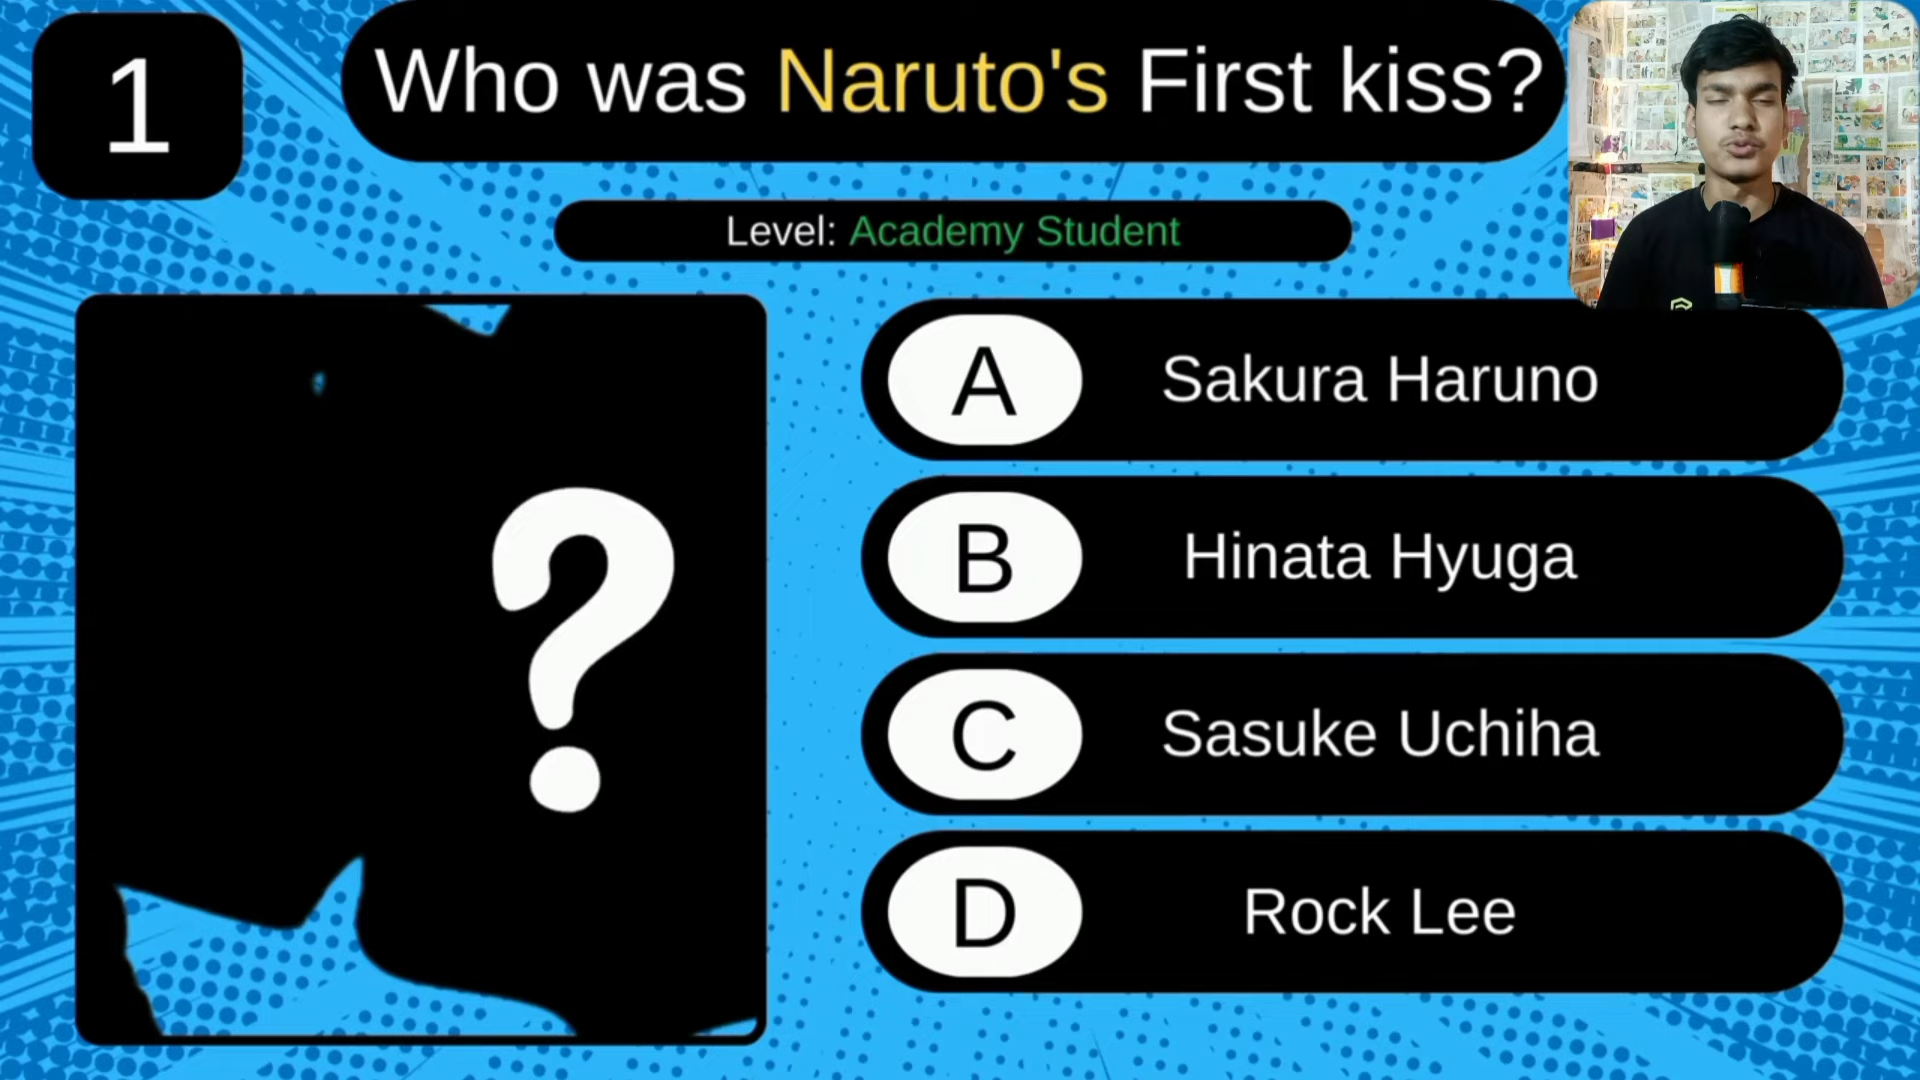 1
Who was Naruto's First kiss?
Level: Academy Student
?
A Sakura Haruno
B Hinata Hyuga
C Sasuke Uchiha
D Rock Lee